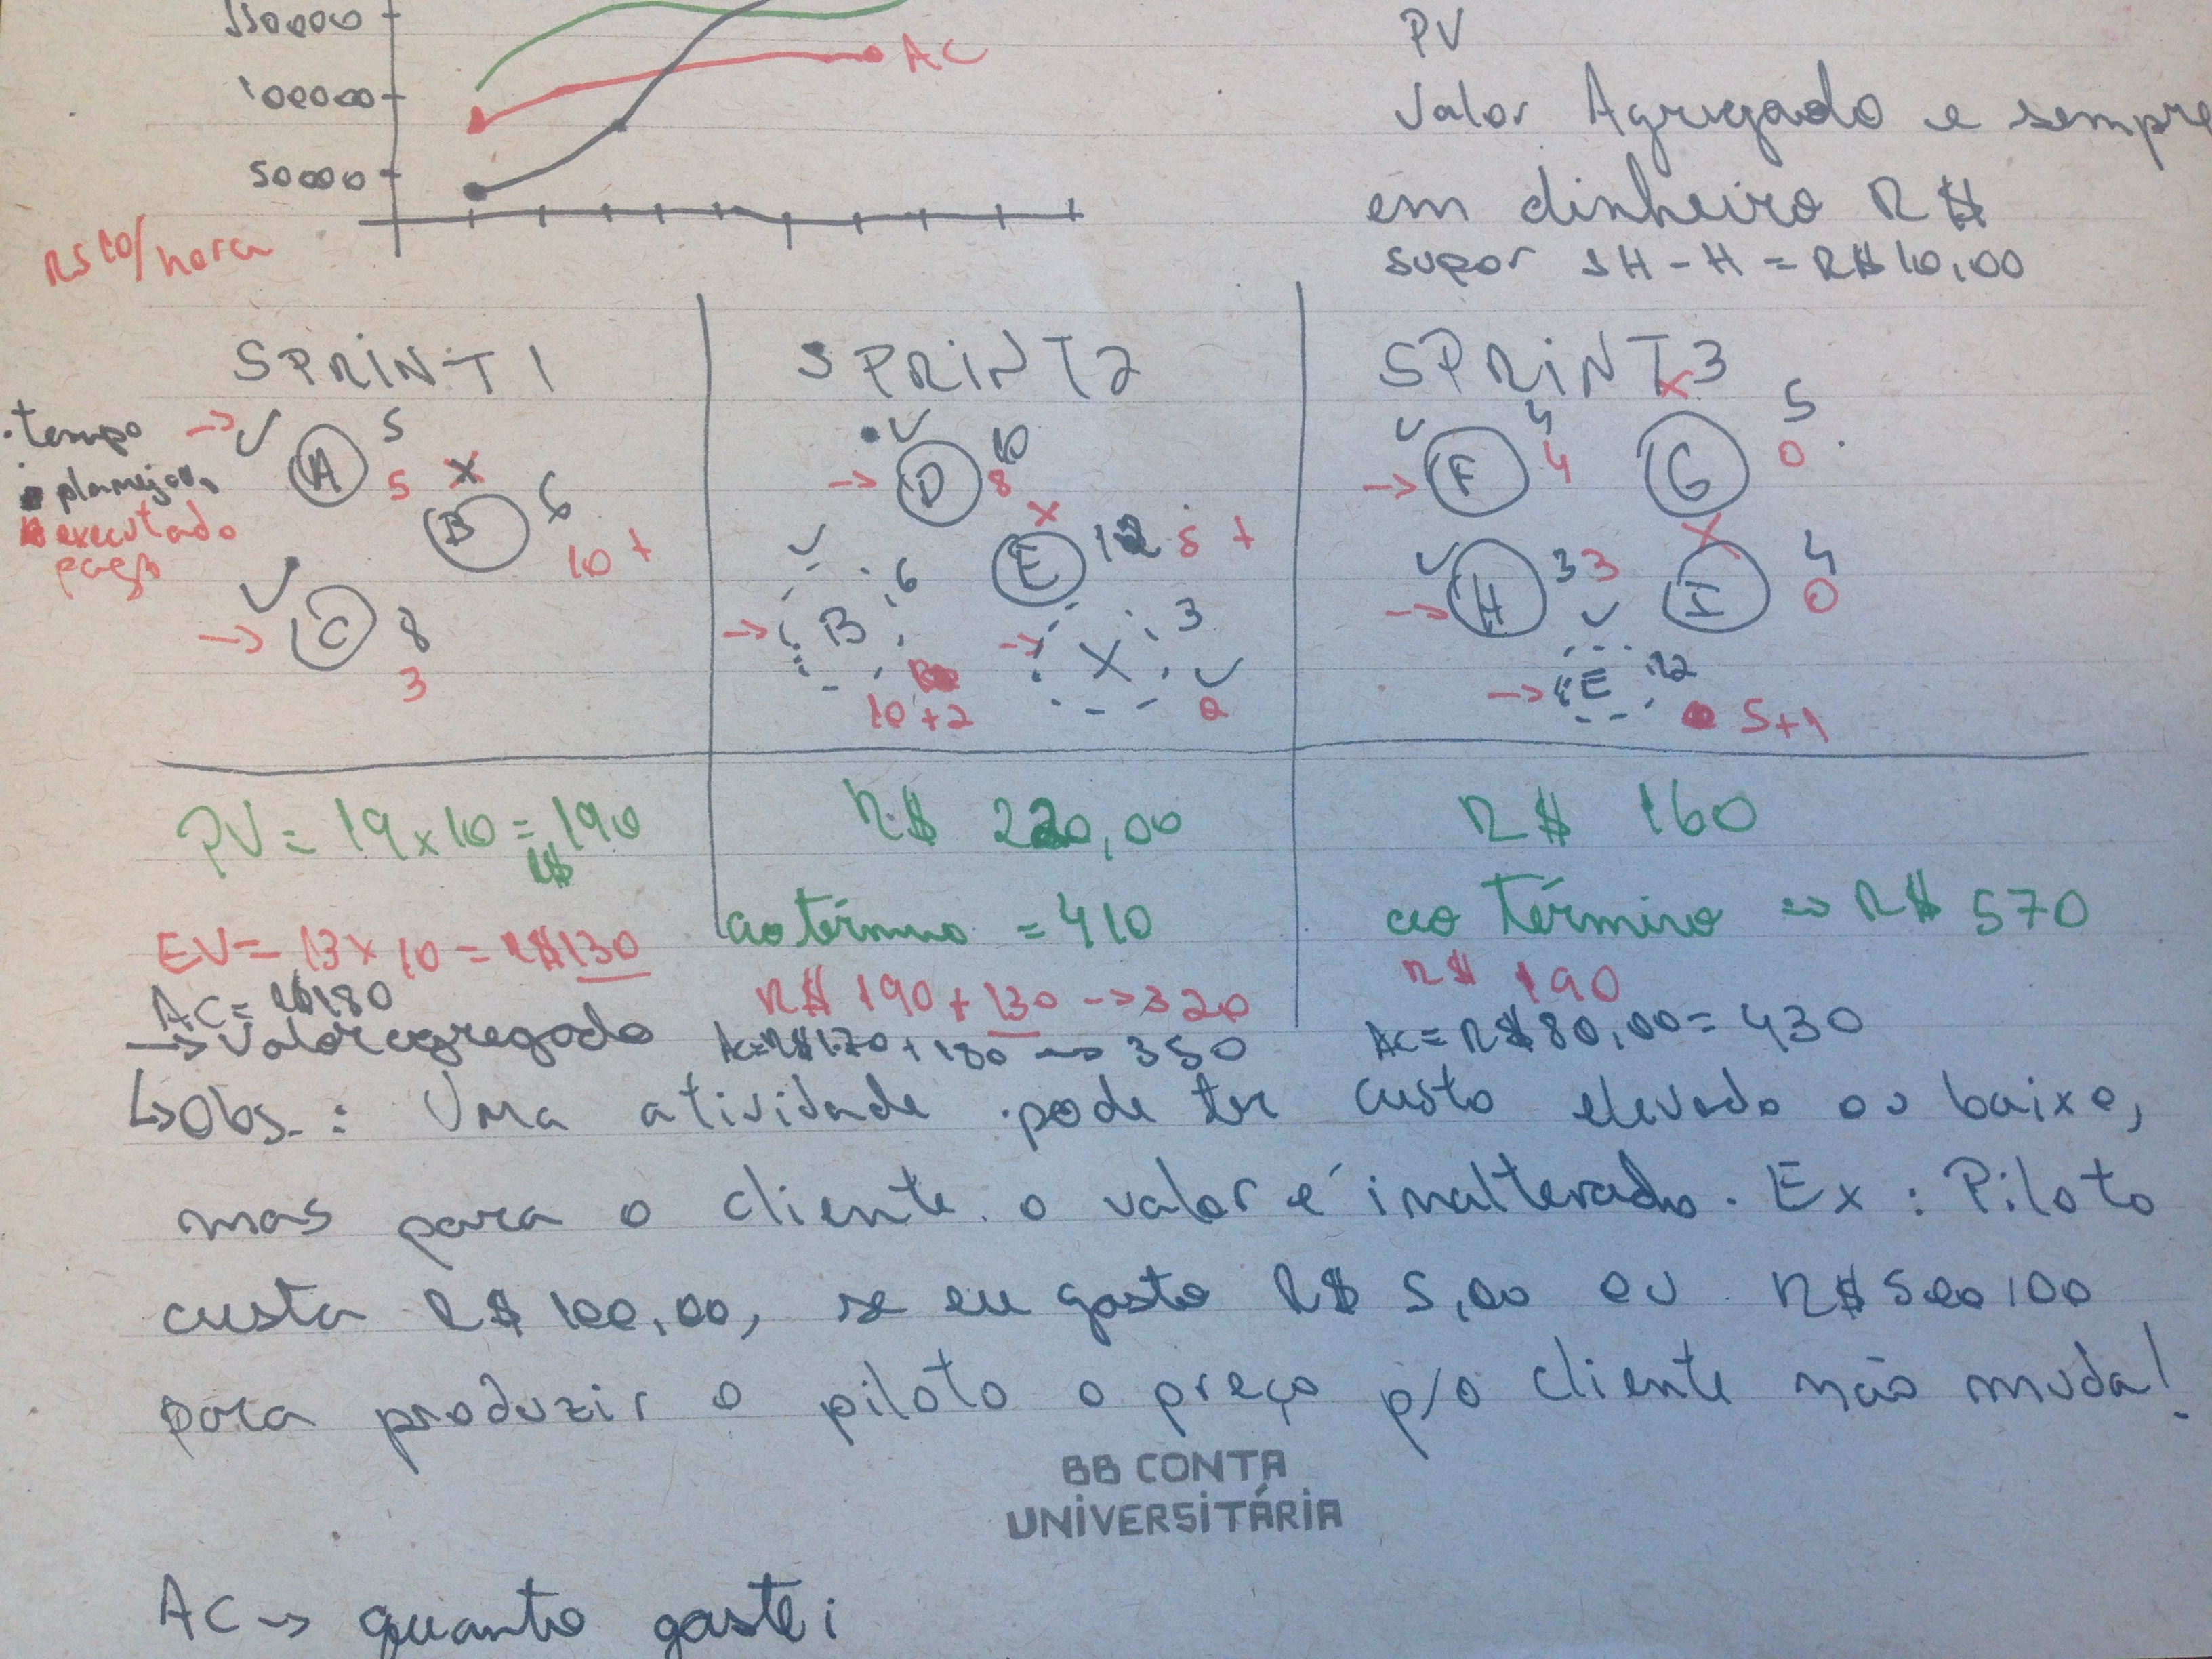 150000
100000
50000
AC
R$10/hora
PV
Valor Agregado e sempre
em dinheiro R$
supor 1H-H = R$10,00
SPRINT 1
SPRINT 2
SPRINT 3
. tempo
planejado
executado
pago
A 5
5 x
B 6
10 +
C 8
3
D 10
8
E 12
x
8 +
B 6
10+2
X 3
0
F 4
4
G 5
x
0
H 3
3
I 4
x
0
E 12
5+1
PV = 19 x 10 = R$ 190
R$ 220,00
R$ 160
ao término = 410
ao término => R$ 570
EV = 13 x 10 = R$130
R$ 190 + 130 -> 320
R$ 190
AC = R$180
AC=R$170+180 -> 350
AC = R$80,00 = 430
-> Valor agregado
↳ Obs.: Uma atividade pode ter custo elevado ou baixo,
mas para o cliente o valor é inalterado. Ex: Piloto
custa R$ 100,00, se eu gasto R$ 5,00 ou R$ 500100
para produzir o piloto o preço p/o cliente não muda!
BB CONTA
UNIVERSITÁRIA
AC -> quanto gastei